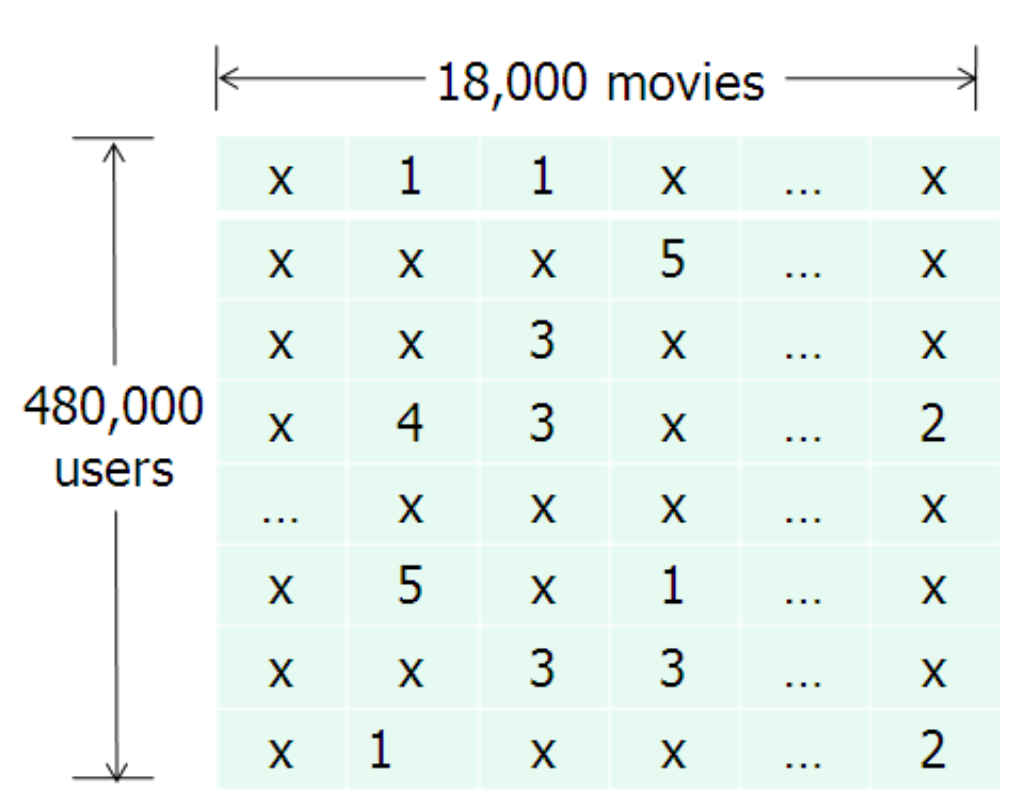 18,000 movies
x 1 1 x ... x
x x x 5 ... x
x x 3 x ... x
480,000
users
x 4 3 x ... 2
... x x x ... x
x 5 x 1 ... x
x x 3 3 ... x
x 1 x x ... 2